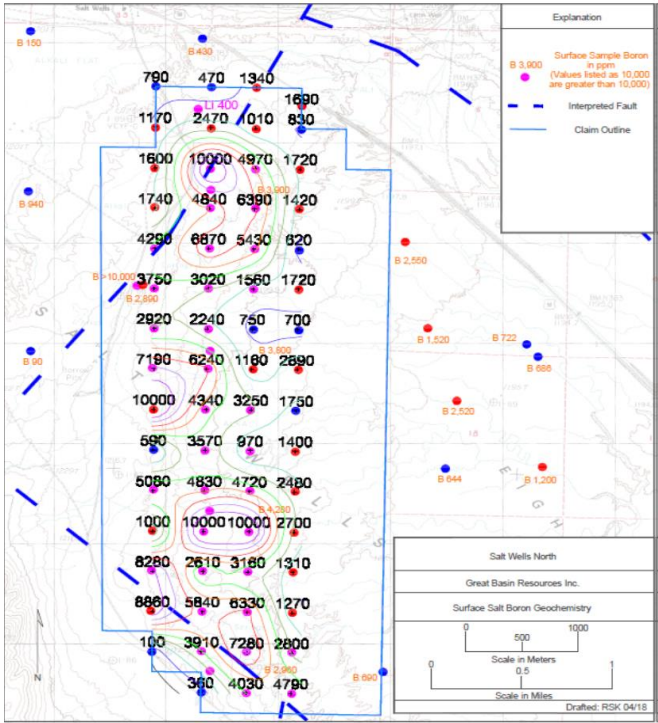 Salt Wells
B 150
B 430
790 470 1340
Li 400
1690
1170 2470 1010 830
1600 10000 4970 1720
B 940
B 3,900
1740 4840 6390 1420
4290 6870 5430 620
B 2,550
B >10,000
3750 3020 1560 1720
B 2,890
2920 2240 750 700
B 1,520
B 722
B 90
B 3,800
B 686
7190 6240 1160 2690
10000 4340 3250 1750
B 2,520
590 3570 970 1400
B 644
B 1,200
5080 4830 4720 2480
B 4,250
1000 10000 10000 2700
8280 2610 3160 1310
8860 5640 6330 1270
100 3910 7280 2800
B 2,960
B 690
360 4030 4790
SALT
WELLS
EIGH
N
Explanation
B 3,900
Surface Sample Boron
in ppm
(Values listed as 10,000
are greater than 10,000)
Interpreted Fault
Claim Outline
Salt Wells North
Great Basin Resources Inc.
Surface Salt Boron Geochemistry
0 500 1000
Scale in Meters
0 0.5 1
Scale in Miles
Drafted: RSK 04/18